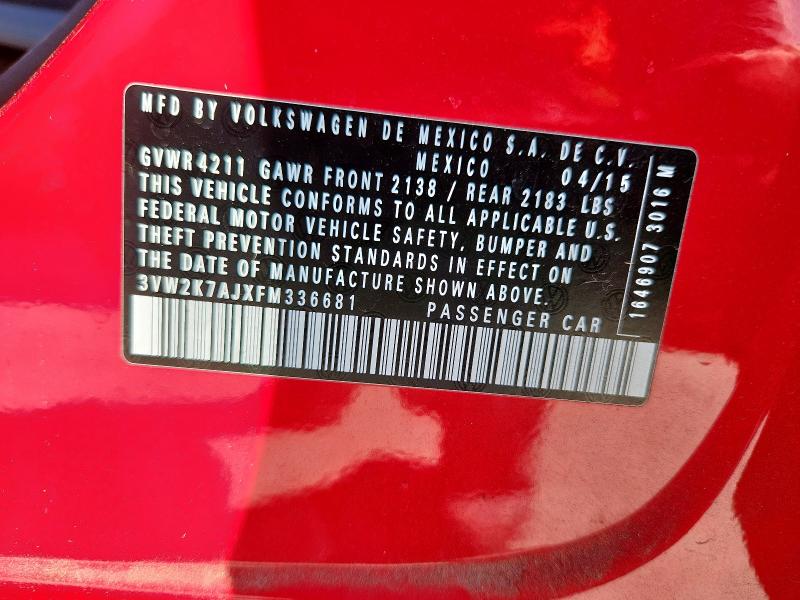 MFD BY VOLKSWAGEN DE MEXICO S.A. DE C.V.
MEXICO 04/15
GVWR 4211 GAWR FRONT 2138 / REAR 2183 LBS
THIS VEHICLE CONFORMS TO ALL APPLICABLE U.S.
FEDERAL MOTOR VEHICLE SAFETY, BUMPER AND
THEFT PREVENTION STANDARDS IN EFFECT ON
THE DATE OF MANUFACTURE SHOWN ABOVE.
3VW2K7AJXFM336681 PASSENGER CAR
1646907 3016 M